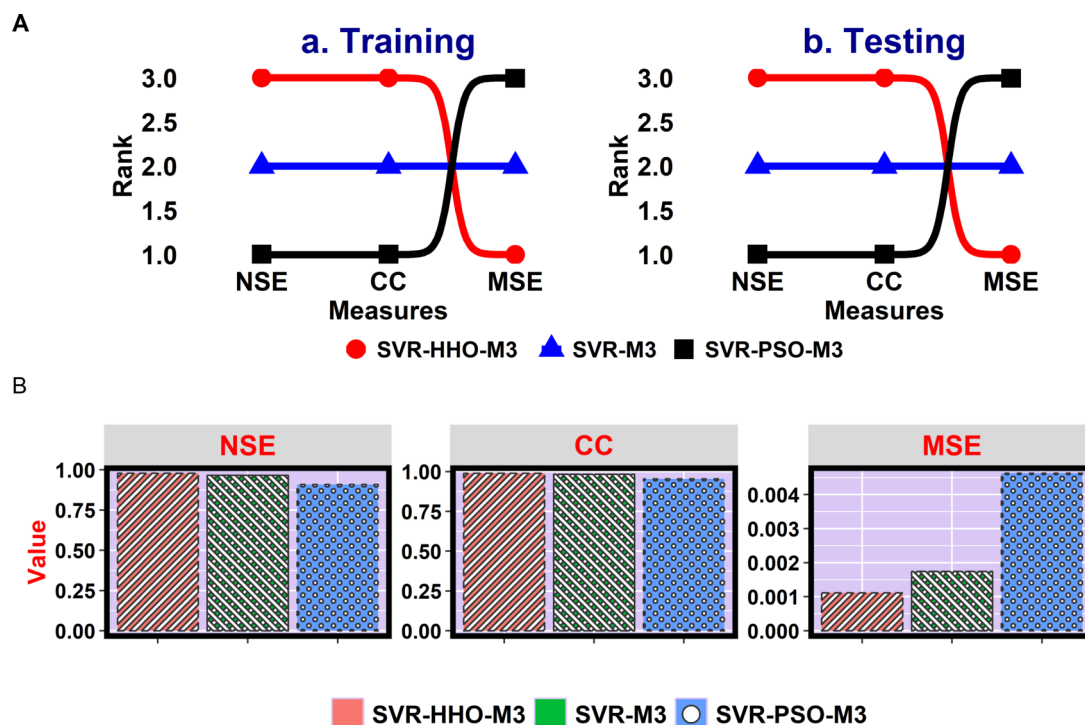 A
a. Training
b. Testing
Rank
3.0
2.5
2.0
1.5
1.0
NSE CC MSE
Measures
Rank
3.0
2.5
2.0
1.5
1.0
NSE CC MSE
Measures
SVR-HHO-M3 SVR-M3 SVR-PSO-M3
B
NSE
CC
MSE
Value
1.00
0.75
0.50
0.25
0.00
1.00
0.75
0.50
0.25
0.00
0.004
0.003
0.002
0.001
0.000
SVR-HHO-M3 SVR-M3 SVR-PSO-M3